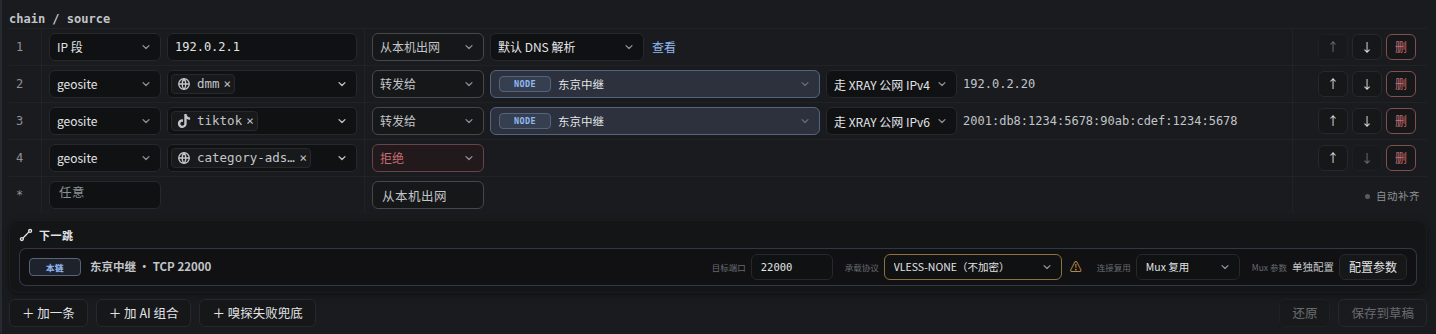 chain / source
1 IP 段 192.0.2.1 从本机出网 默认 DNS 解析 查看 ↑ ↓ 删
2 geosite dmm × 转发给 NODE 东京中继 走 XRAY 公网 IPv4 192.0.2.20 ↑ ↓ 删
3 geosite tiktok × 转发给 NODE 东京中继 走 XRAY 公网 IPv6 2001:db8:1234:5678:90ab:cdef:1234:5678 ↑ ↓ 删
4 geosite category-ads… × 拒绝 ↑ ↓ 删
* 任意 从本机出网 自动补齐
下一跳
本链 东京中继 · TCP 22000 目标端口 22000 承载协议 VLESS-NONE（不加密） 连接复用 Mux 复用 Mux 参数 单独配置 配置参数
＋ 加一条 ＋ 加 AI 组合 ＋ 嗅探失败兜底 还原 保存到草稿